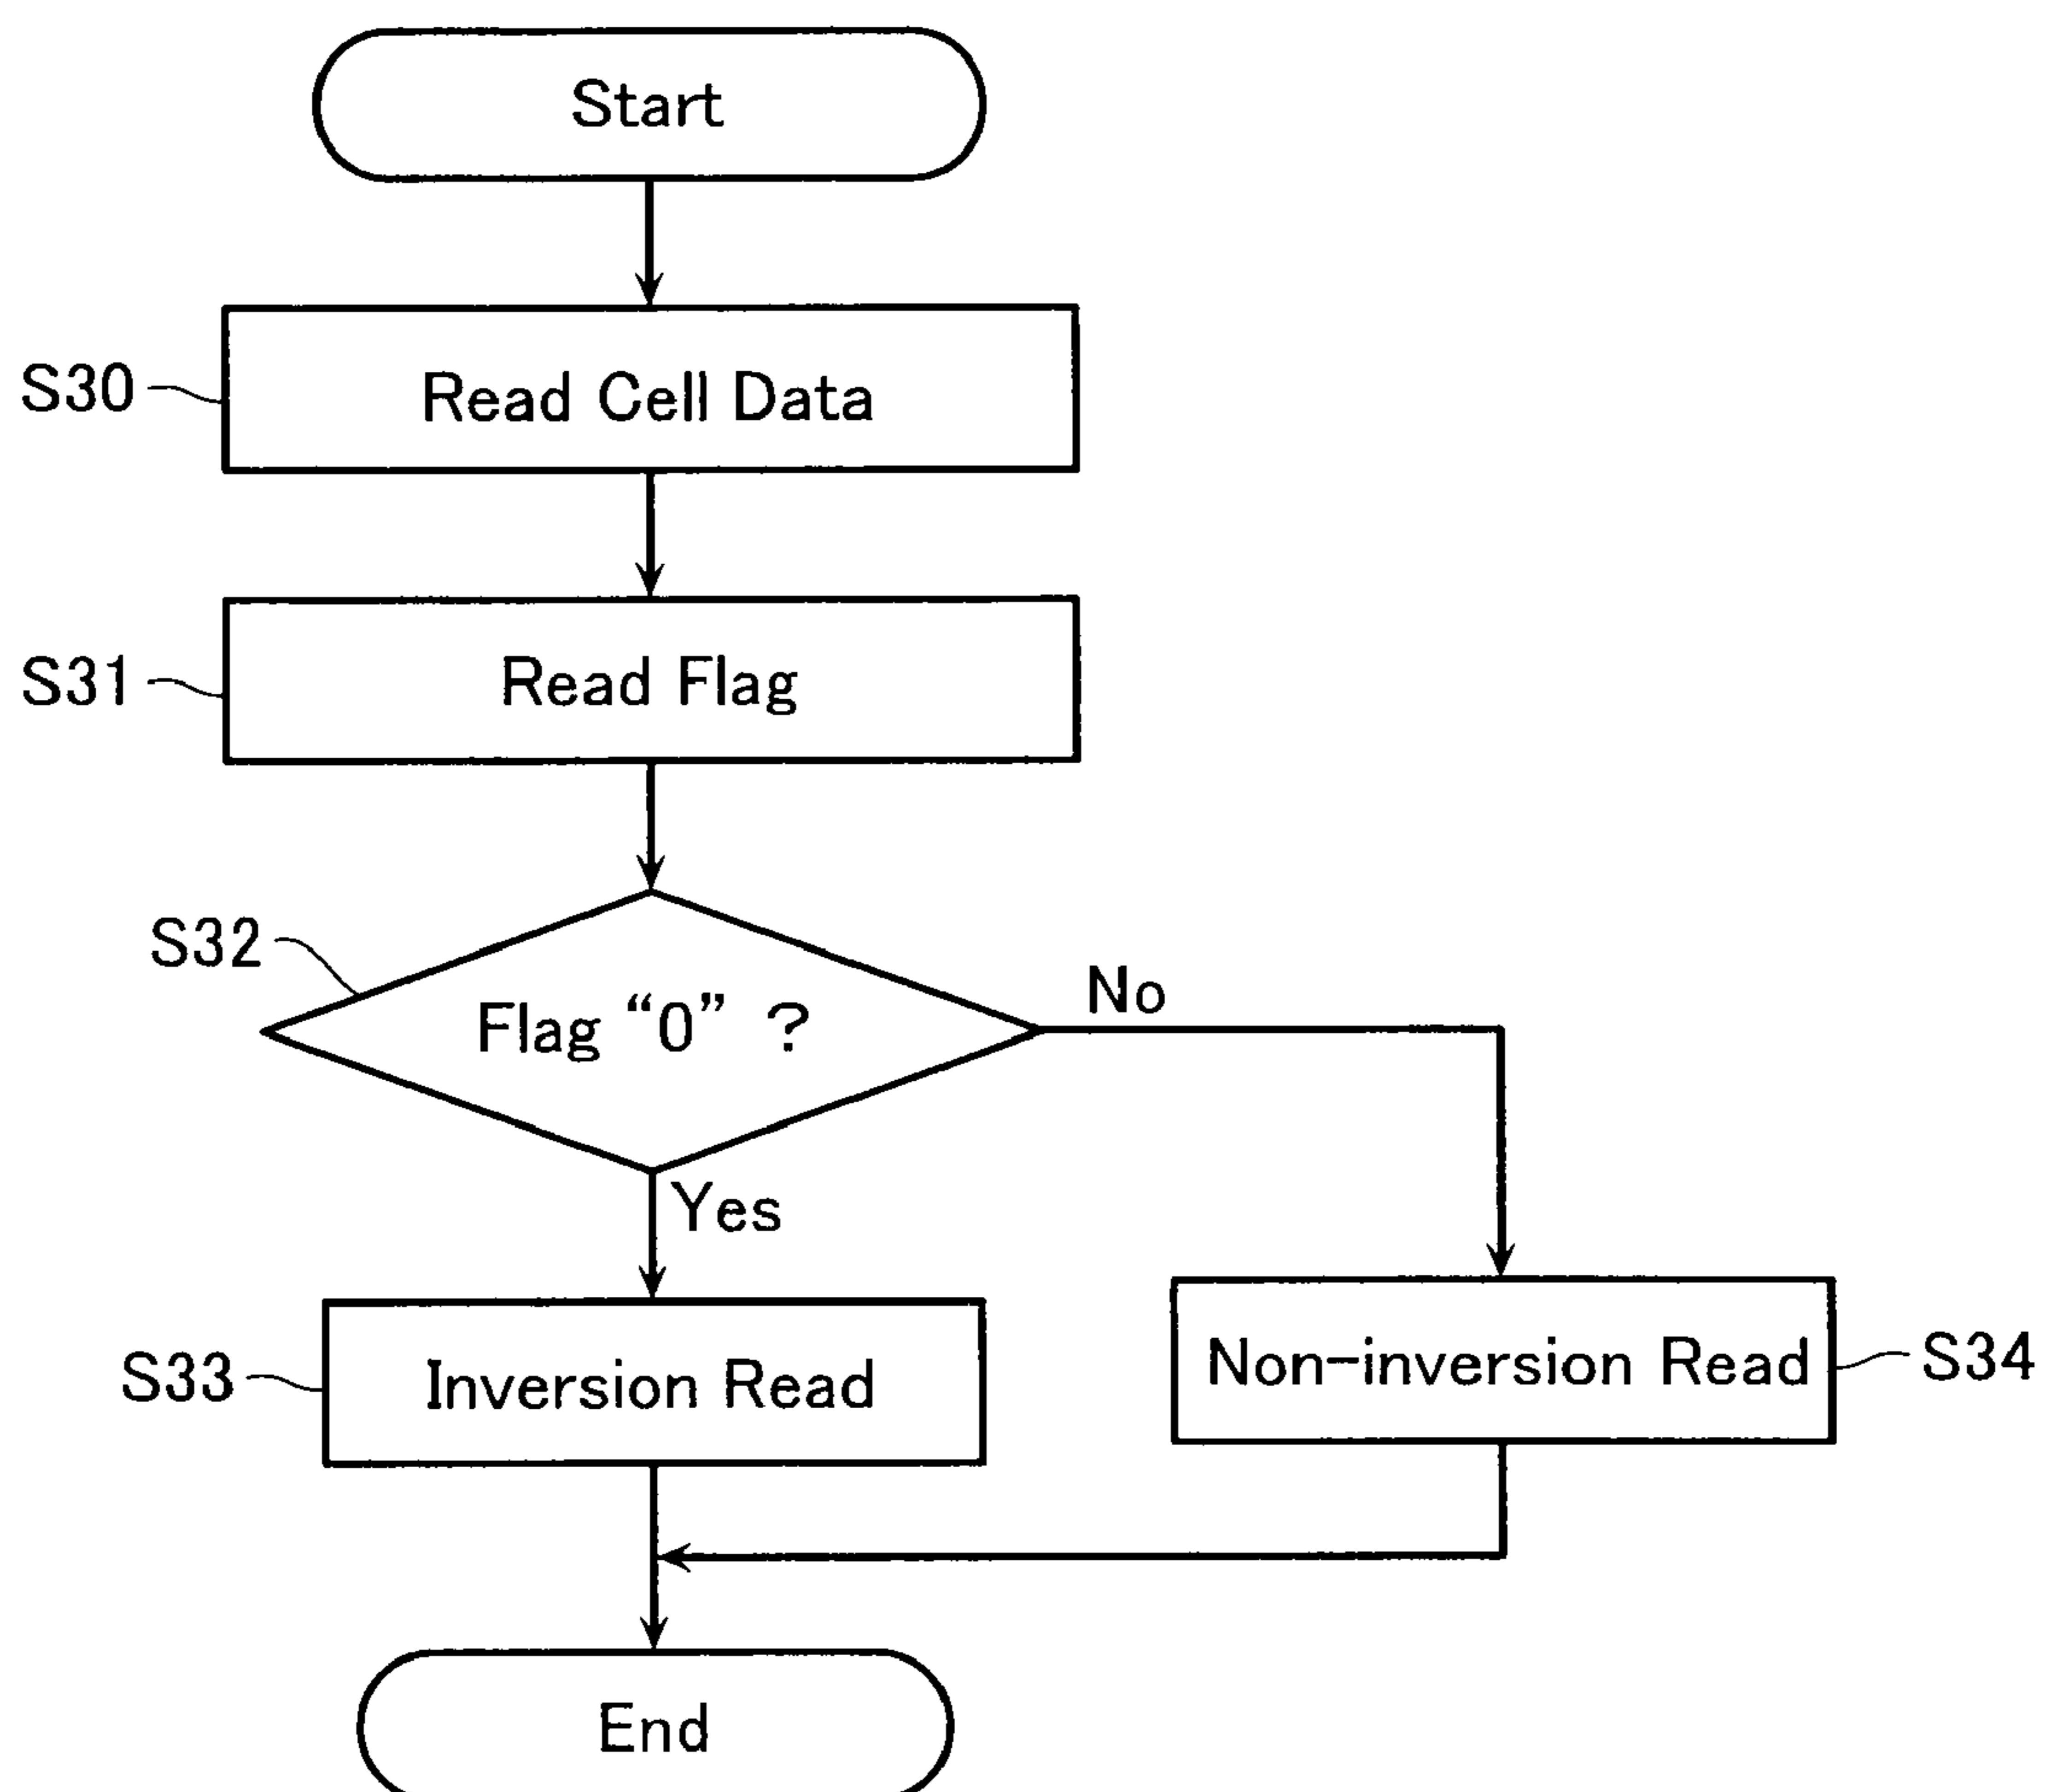 Start
S30
Read Cell Data
S31
Read Flag
S32
Flag “0” ?
No
Yes
S33
Inversion Read
Non-inversion Read
S34
End